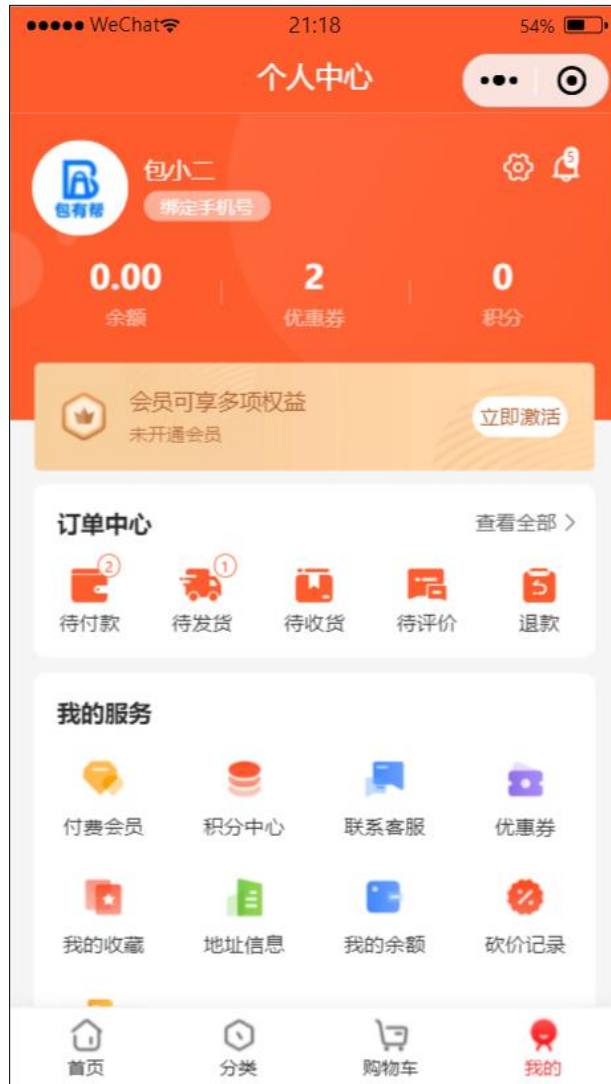 WeChat 21:18 54%
个人中心
包小二
5
包有帮
绑定手机号
0.00 2 0
余额 优惠券 积分
会员可享多项权益
未开通会员
立即激活
订单中心 查看全部
2 1
待付款 待发货 待收货 待评价 退款
我的服务
付费会员 积分中心 联系客服 优惠券
我的收藏 地址信息 我的余额 砍价记录
首页 分类 购物车 我的